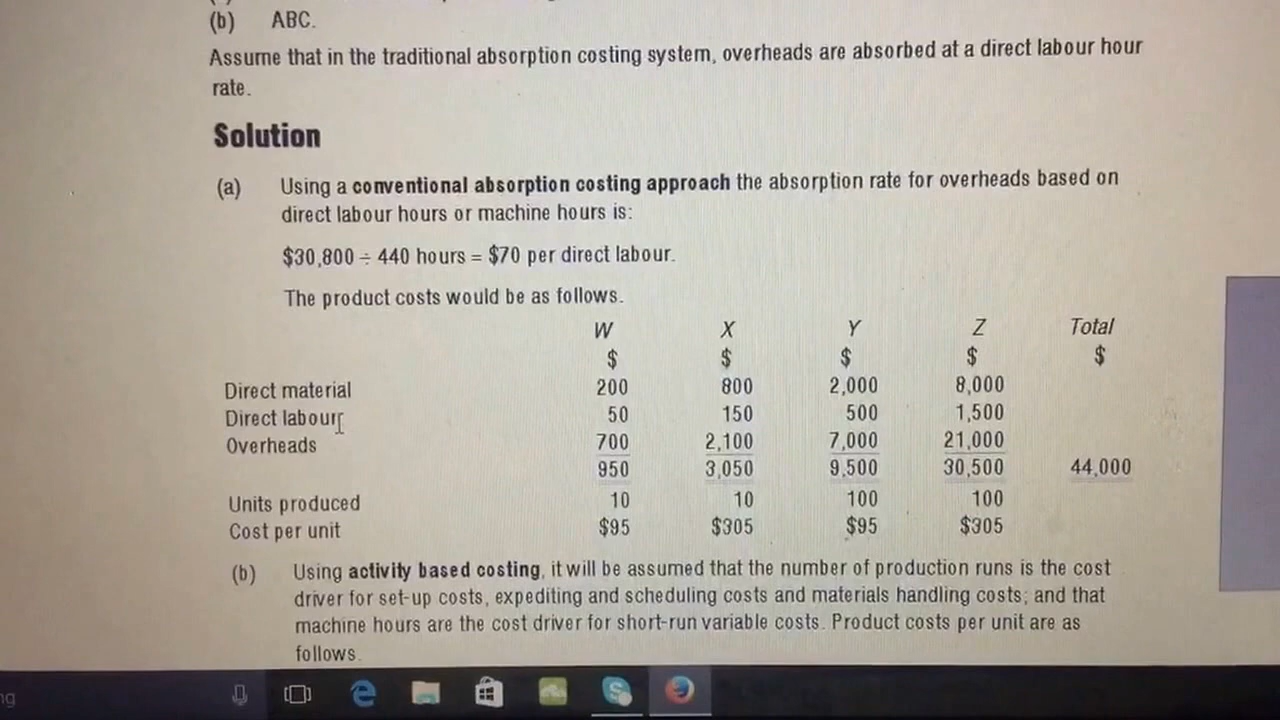 (b) ABC.
Assume that in the traditional absorption costing system, overheads are absorbed at a direct labour hour
rate.
Solution
(a) Using a conventional absorption costing approach the absorption rate for overheads based on
direct labour hours or machine hours is:
$30,800 ÷ 440 hours = $70 per direct labour.
The product costs would be as follows.
W X Y Z Total
$ $ $ $ $
Direct material 200 800 2,000 8,000
Direct labour 50 150 500 1,500
Overheads 700 2,100 7,000 21,000
950 3,050 9,500 30,500 44,000
Units produced 10 10 100 100
Cost per unit $95 $305 $95 $305
(b) Using activity based costing, it will be assumed that the number of production runs is the cost
driver for set-up costs, expediting and scheduling costs and materials handling costs; and that
machine hours are the cost driver for short-run variable costs. Product costs per unit are as
follows.
ng